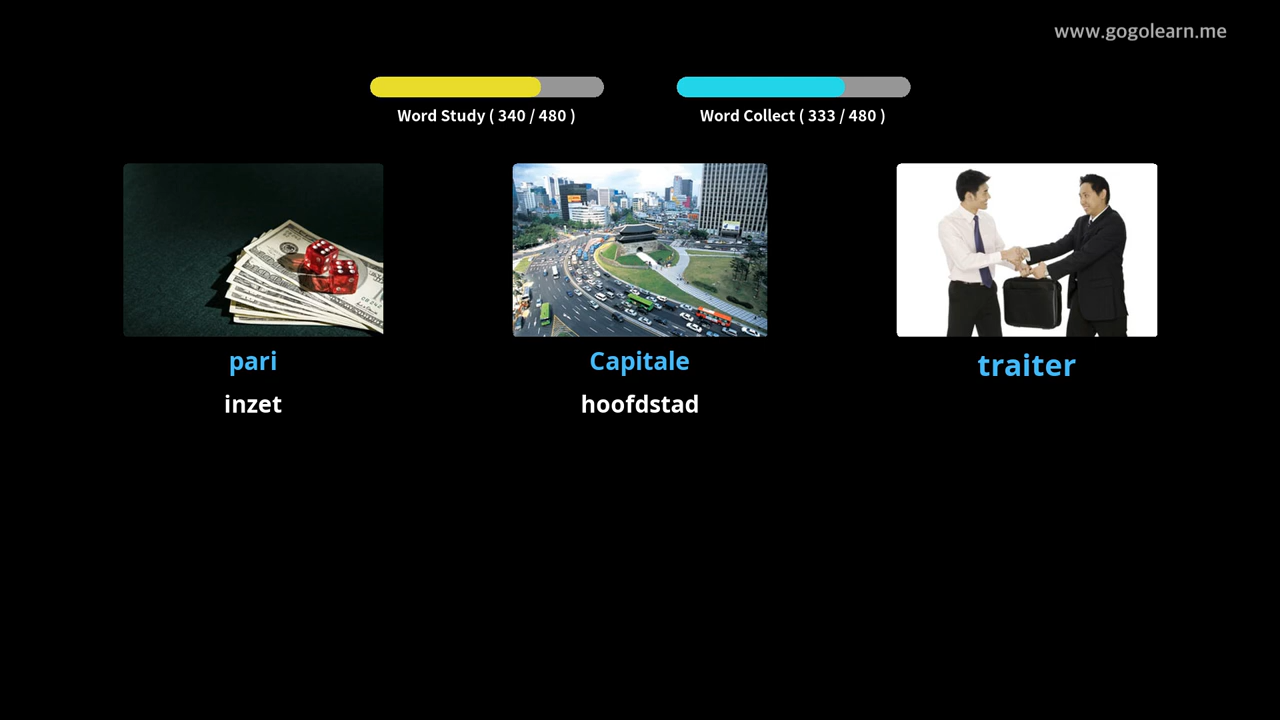 www.gogolearn.me
Word Study ( 340 / 480 )
Word Collect ( 333 / 480 )
pari
inzet
Capitale
hoofdstad
traiter